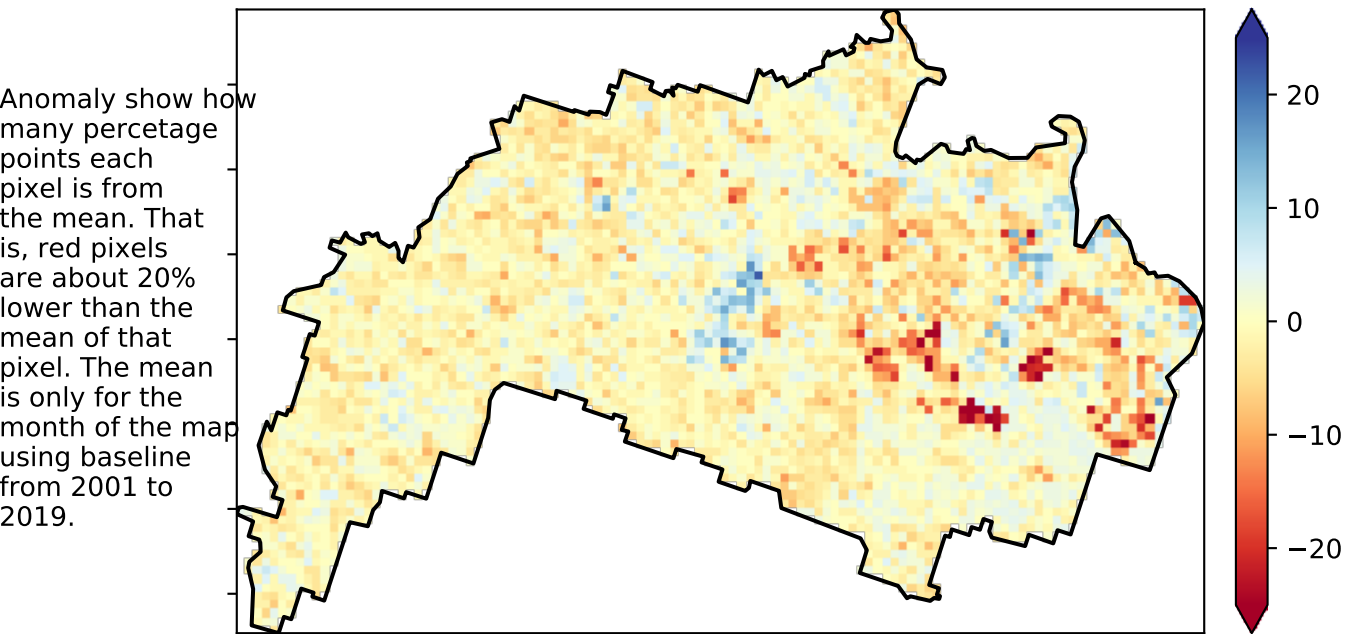 Anomaly show how
many percetage
points each
pixel is from
the mean. That
is, red pixels
are about 20%
lower than the
mean of that
pixel. The mean
is only for the
month of the map
using baseline
from 2001 to
2019.
20
10
0
−10
−20